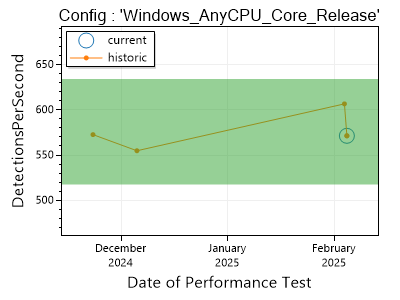 Config : 'Windows_AnyCPU_Core_Release'
current
historic
DetectionsPerSecond
650
600
550
500
December
2024
January
2025
February
2025
Date of Performance Test